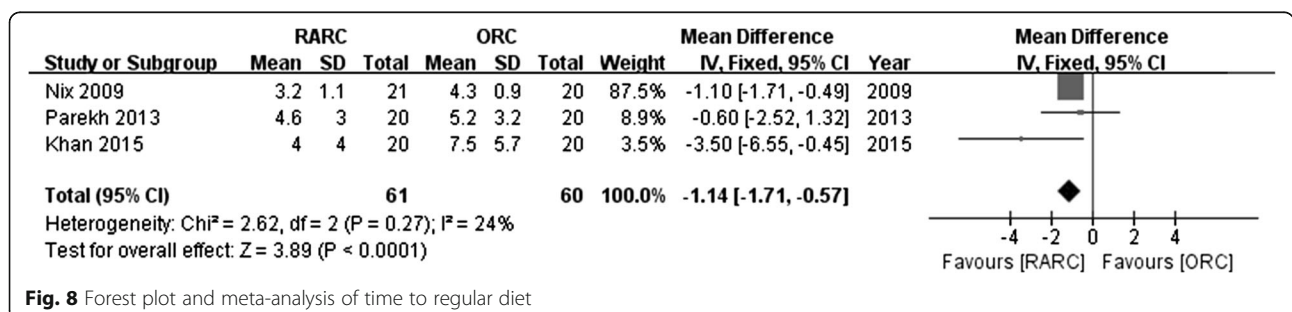 RARC ORC Mean Difference Mean Difference
Study or Subgroup Mean SD Total Mean SD Total Weight IV, Fixed, 95% CI Year IV, Fixed, 95% CI
Nix 2009 3.2 1.1 21 4.3 0.9 20 87.5% -1.10 [-1.71, -0.49] 2009
Parekh 2013 4.6 3 20 5.2 3.2 20 8.9% -0.60 [-2.52, 1.32] 2013
Khan 2015 4 4 20 7.5 5.7 20 3.5% -3.50 [-6.55, -0.45] 2015
Total (95% CI) 61 60 100.0% -1.14 [-1.71, -0.57]
Heterogeneity: Chi² = 2.62, df = 2 (P = 0.27); I² = 24%
Test for overall effect: Z = 3.89 (P < 0.0001)
-4 -2 0 2 4
Favours [RARC] Favours [ORC]
Fig. 8 Forest plot and meta-analysis of time to regular diet